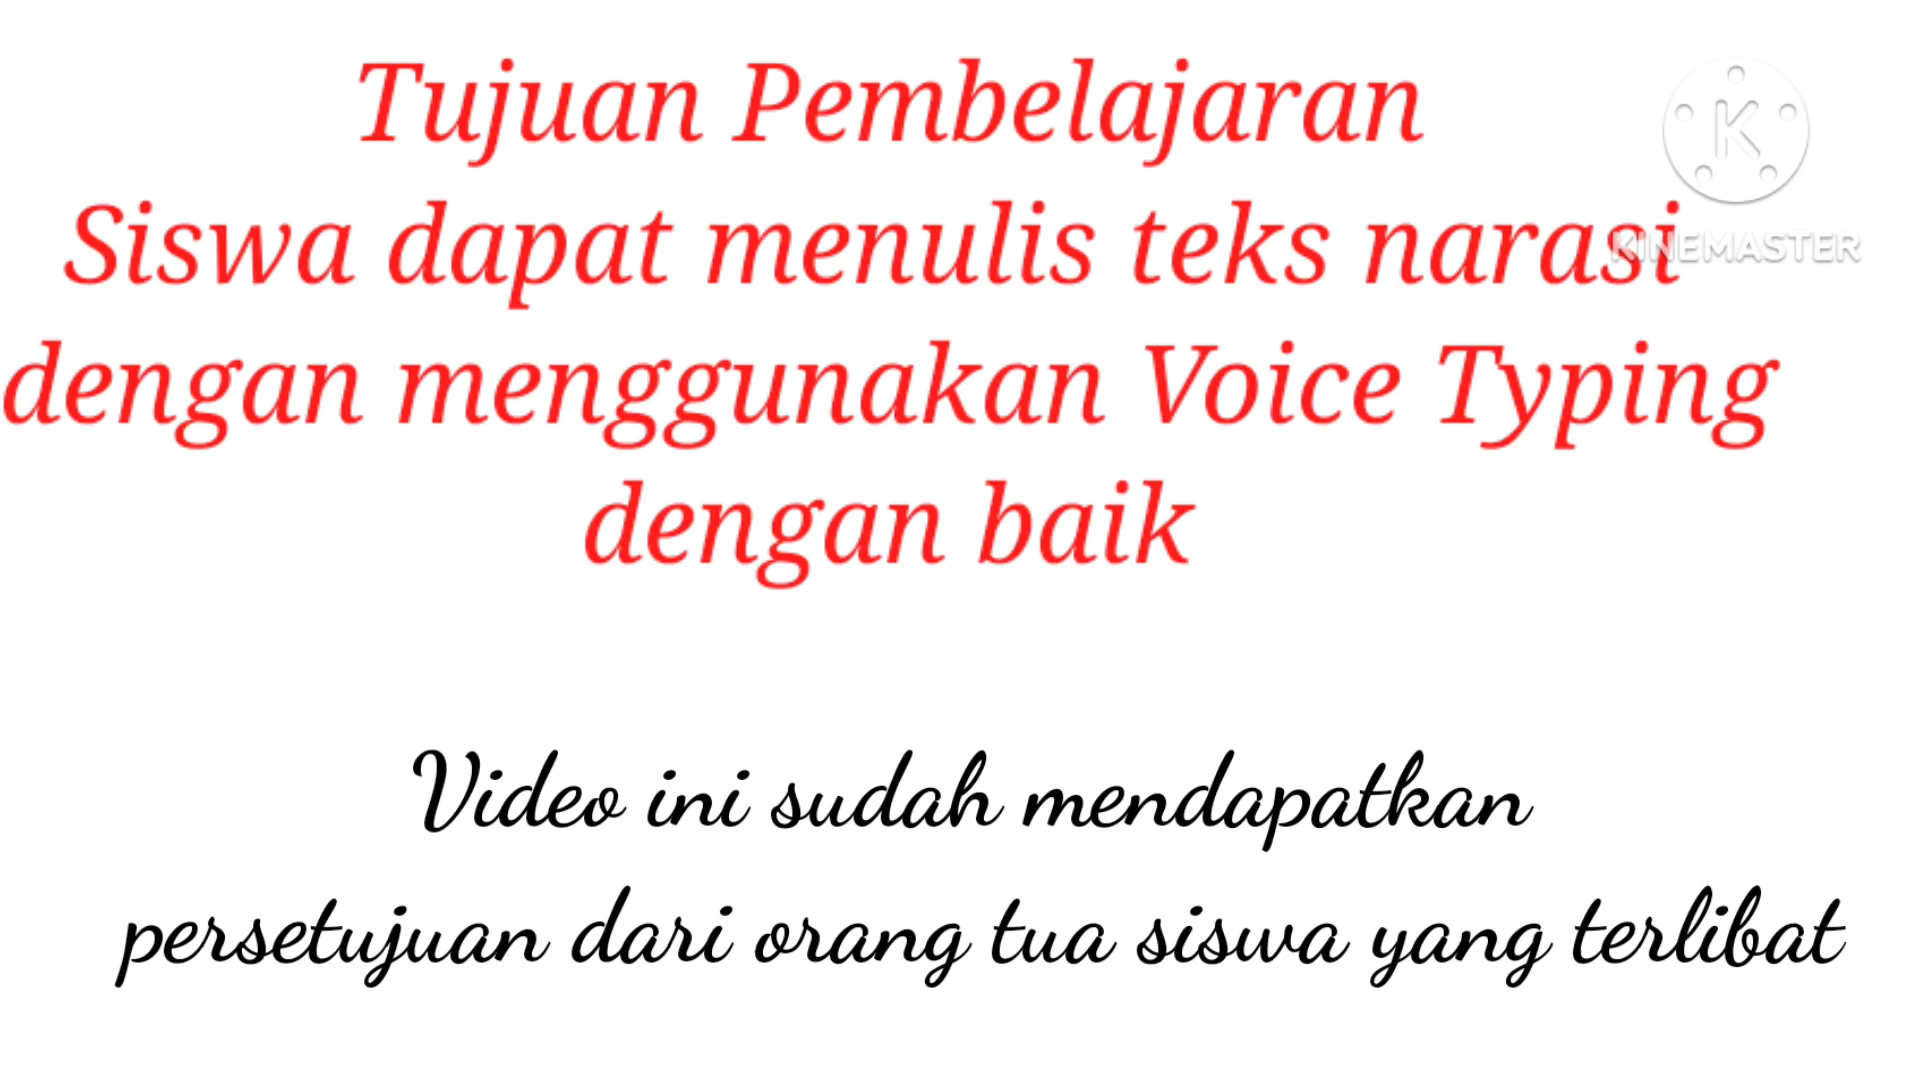 Tujuan Pembelajaran
Siswa dapat menulis teks narasi
dengan menggunakan Voice Typing
dengan baik
K
KINEMASTER
Video ini sudah mendapatkan
persetujuan dari orang tua siswa yang terlibat